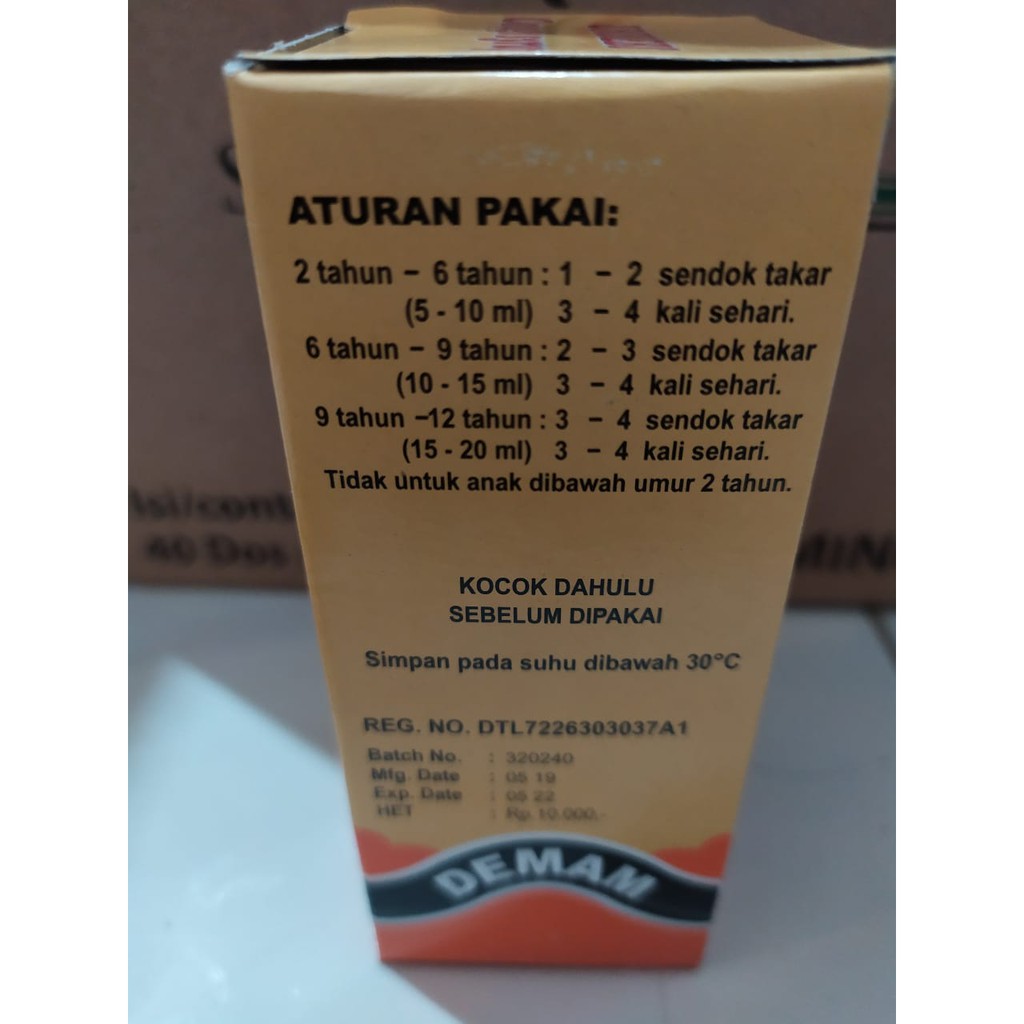 ATURAN PAKAI:
2 tahun – 6 tahun : 1 – 2 sendok takar
(5 - 10 ml) 3 – 4 kali sehari.
6 tahun – 9 tahun : 2 – 3 sendok takar
(10 - 15 ml) 3 – 4 kali sehari.
9 tahun –12 tahun : 3 – 4 sendok takar
(15 - 20 ml) 3 – 4 kali sehari.
Tidak untuk anak dibawah umur 2 tahun.
KOCOK DAHULU
SEBELUM DIPAKAI
Simpan pada suhu dibawah 30°C
REG. NO. DTL7226303037A1
Batch No. : 320240
Mfg. Date : 05 19
Exp. Date : 05 22
HET : Rp. 10.000,-
DEMAM
Isi/cont
40 Dos